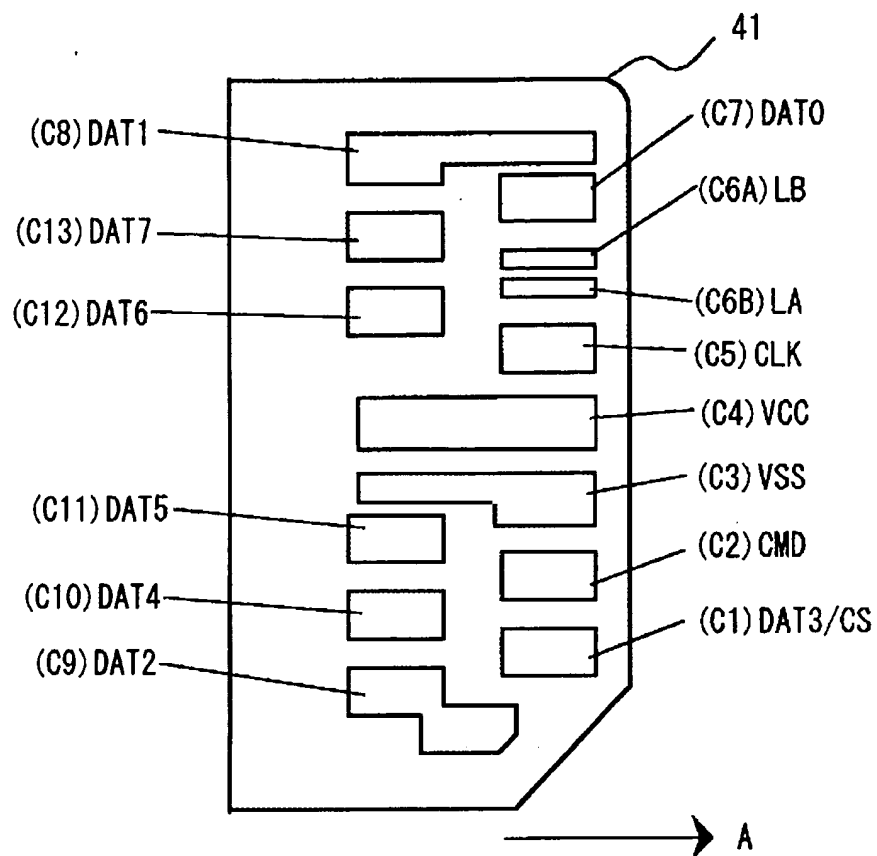 41
(C8)DAT1
(C7)DAT0
(C6A)LB
(C13)DAT7
(C6B)LA
(C12)DAT6
(C5)CLK
(C4)VCC
(C3)VSS
(C11)DAT5
(C2)CMD
(C10)DAT4
(C1)DAT3/CS
(C9)DAT2
A